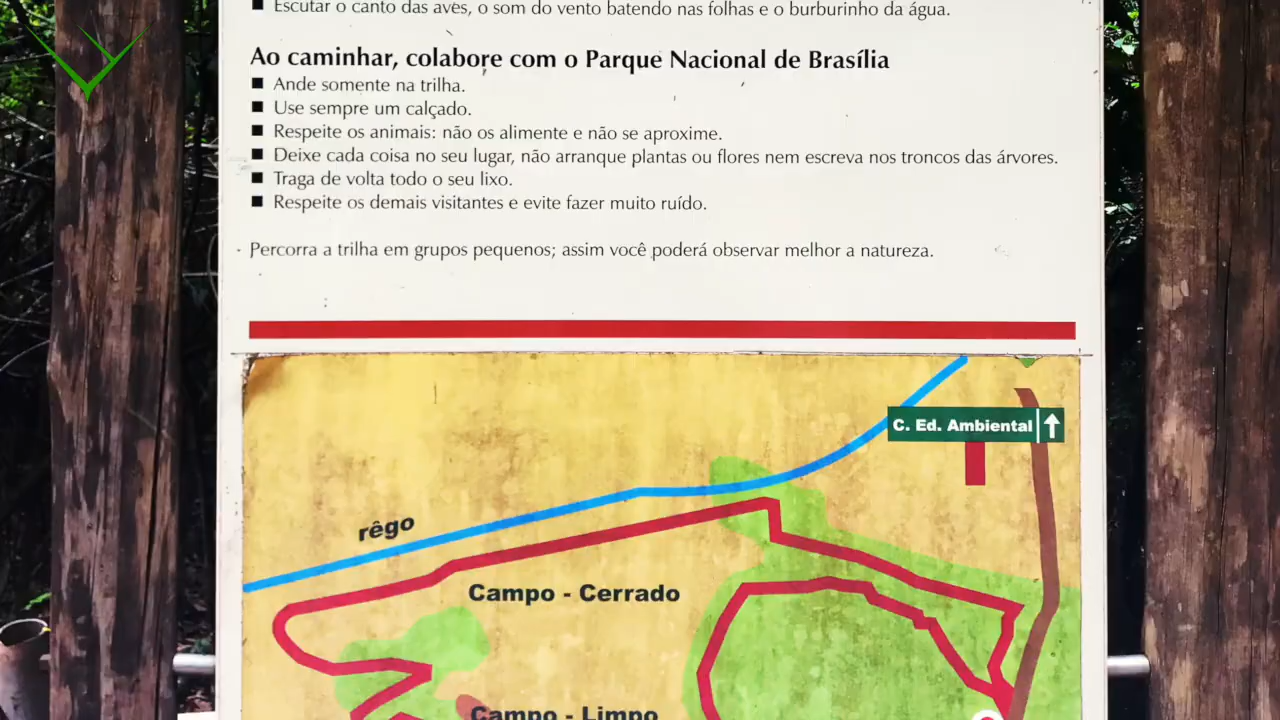 ■ Escutar o canto das aves, o som do vento batendo nas folhas e o burburinho da água.
Ao caminhar, colabore com o Parque Nacional de Brasília
■ Ande somente na trilha.
■ Use sempre um calçado.
■ Respeite os animais: não os alimente e não se aproxime.
■ Deixe cada coisa no seu lugar, não arranque plantas ou flores nem escreva nos troncos das árvores.
■ Traga de volta todo o seu lixo.
■ Respeite os demais visitantes e evite fazer muito ruído.
Percorra a trilha em grupos pequenos; assim você poderá observar melhor a natureza.
C. Ed. Ambiental ↑
rêgo
Campo - Cerrado
Campo - Limpo